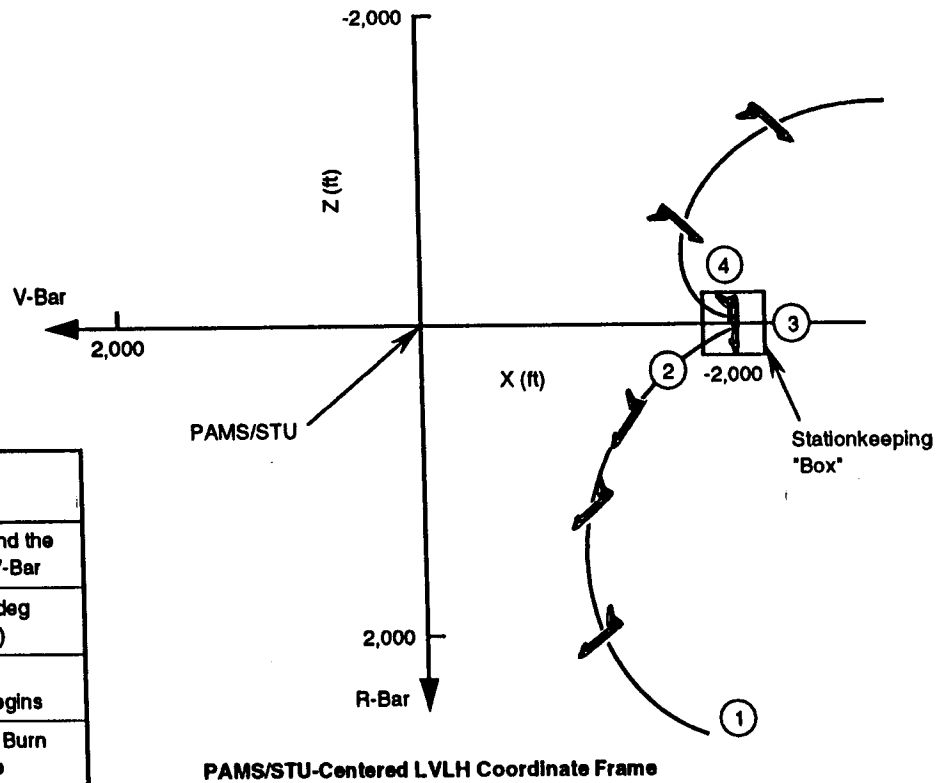 -2,000
Z (ft)
V-Bar
2,000
4
3
2
-2,000
X (ft)
PAMS/STU
Stationkeeping
"Box"
nd the
-Bar
deg
)
egins
Burn
2,000
R-Bar
1
PAMS/STU-Centered LVLH Coordinate Frame